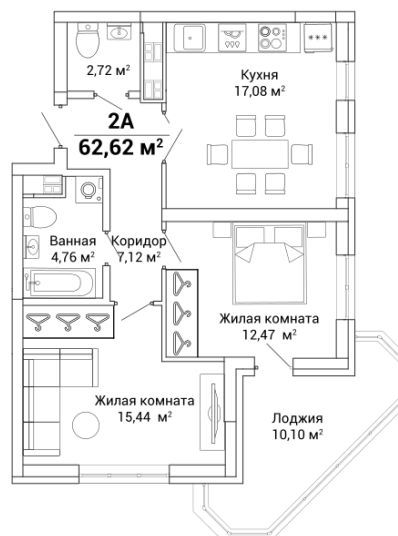 2,72 м²
Кухня
17,08 м²
2А
62,62 м²
Ванная
4,76 м²
Коридор
7,12 м²
Жилая комната
12,47 м²
Жилая комната
15,44 м²
Лоджия
10,10 м²